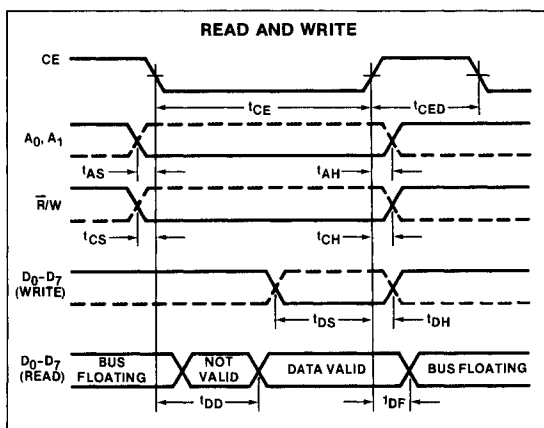 READ AND WRITE
CE
tCE
tCED
A0, A1
tAS
tAH
R̅/W
tCS
tCH
D0-D7
(WRITE)
tDS
tDH
D0-D7
(READ)
BUS
FLOATING
NOT
VALID
DATA VALID
BUS FLOATING
tDD
tDF